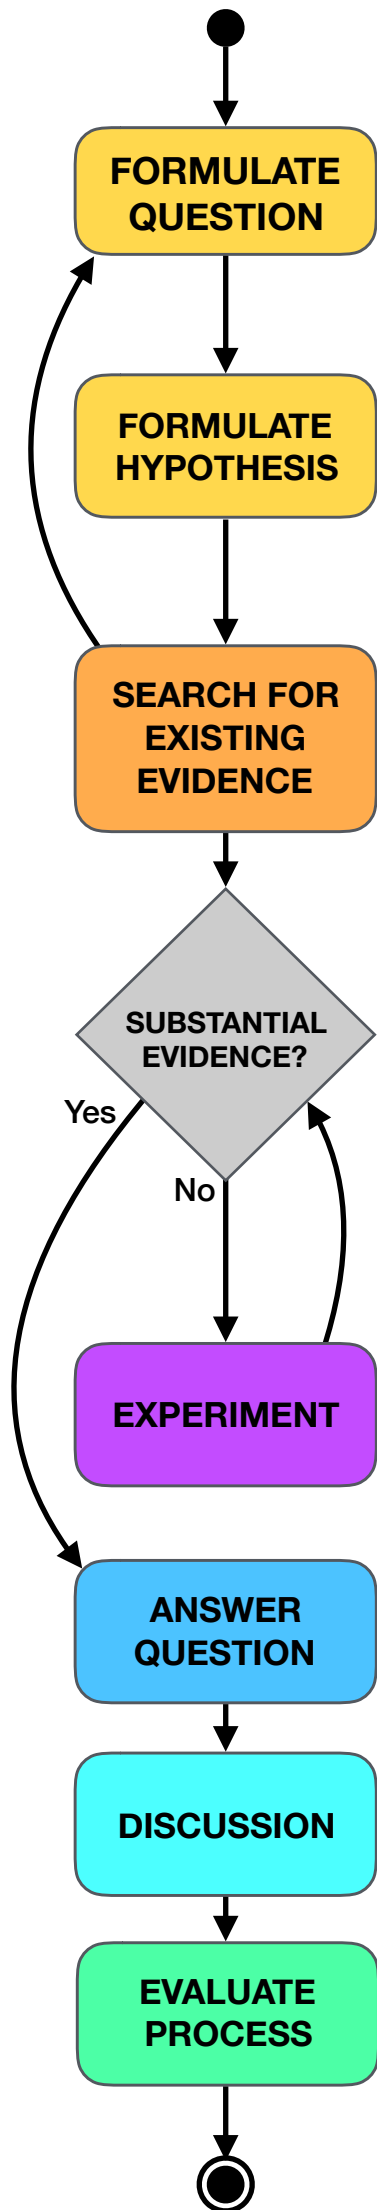 FORMULATE
QUESTION
FORMULATE
HYPOTHESIS
SEARCH FOR
EXISTING
EVIDENCE
SUBSTANTIAL
EVIDENCE?
Yes
No
EXPERIMENT
ANSWER
QUESTION
DISCUSSION
EVALUATE
PROCESS